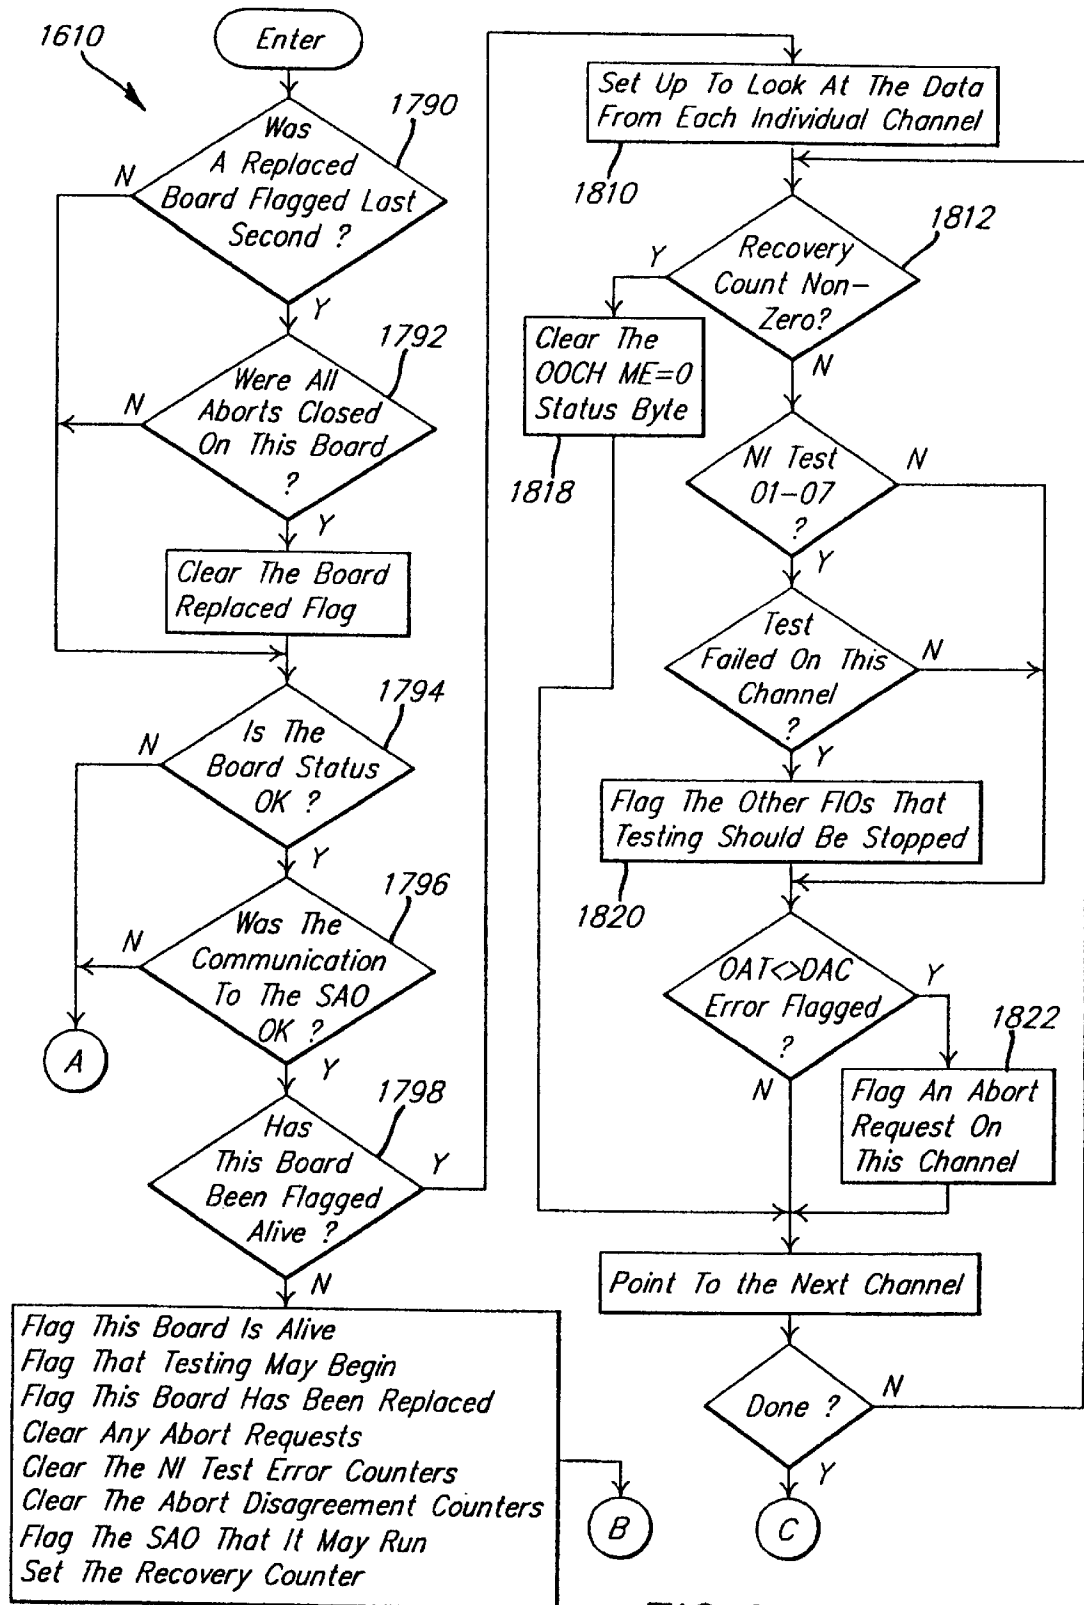 1610
Enter
1790
Was
A Replaced
Board Flagged Last
Second ?
N
Y
1792
Were All
Aborts Closed
On This Board
?
N
Y
Clear The Board
Replaced Flag
1794
Is The
Board Status
OK ?
N
Y
1796
Was The
Communication
To The SAO
OK ?
N
Y
A
1798
Has
This Board
Been Flagged
Alive ?
Y
N
Flag This Board Is Alive
Flag That Testing May Begin
Flag This Board Has Been Replaced
Clear Any Abort Requests
Clear The NI Test Error Counters
Clear The Abort Disagreement Counters
Flag The SAO That It May Run
Set The Recovery Counter
B
Set Up To Look At The Data
From Each Individual Channel
1810
1812
Recovery
Count Non-
Zero?
Y
N
Clear The
OOCH ME=0
Status Byte
1818
NI Test
01-07
?
N
Y
Test
Failed On This
Channel
?
N
Y
Flag The Other FIOs That
Testing Should Be Stopped
1820
OAT<>DAC
Error Flagged
?
Y
N
1822
Flag An Abort
Request On
This Channel
Point To the Next Channel
Done ?
N
Y
C